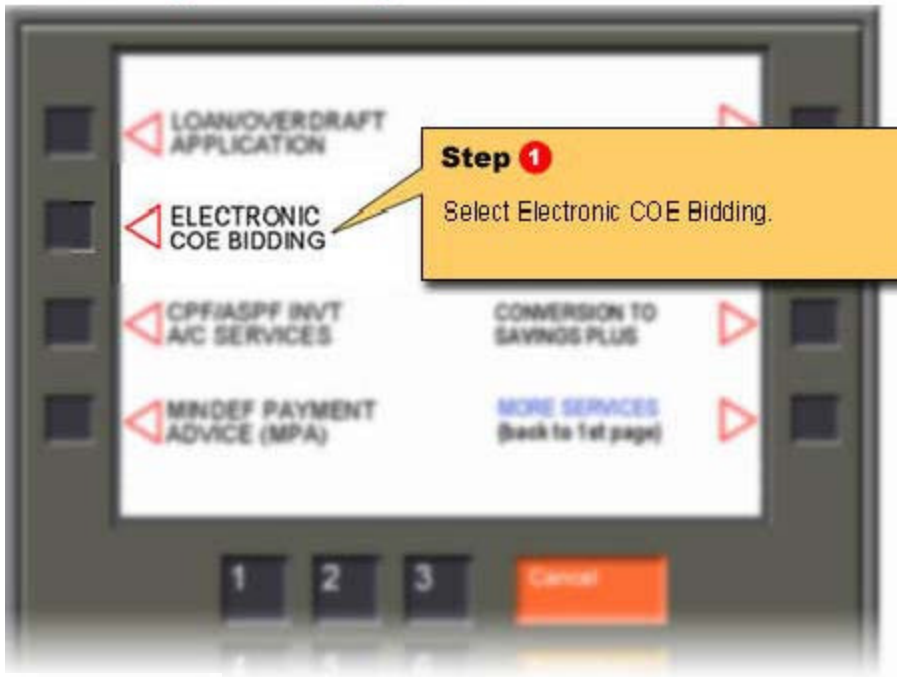 LOAN/OVERDRAFT
APPLICATION
Step 1
Select Electronic COE Bidding.
ELECTRONIC
COE BIDDING
CPF/ASPF INVT
A/C SERVICES
CONVERSION TO
SAVINGS PLUS
MINDEF PAYMENT
ADVICE (MPA)
MORE SERVICES
(back to 1st page)
1 2 3 Cancel